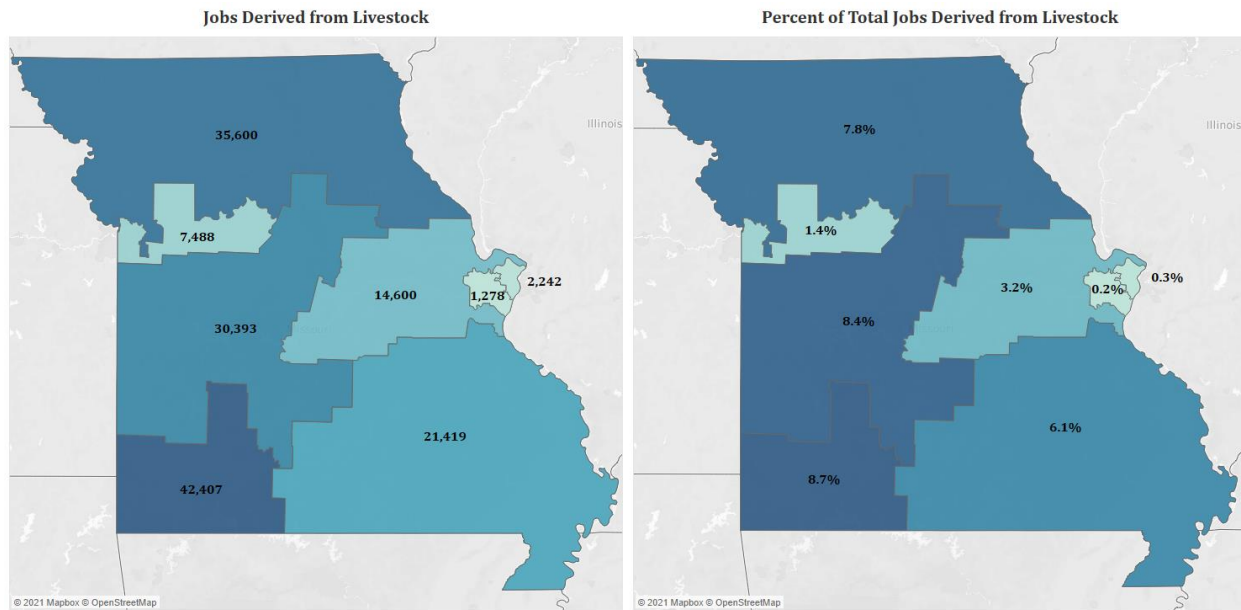 Jobs Derived from Livestock
35,600
Illinois
7,488
2,242
14,600
1,278
30,393
21,419
42,407
© 2021 Mapbox © OpenStreetMap
Percent of Total Jobs Derived from Livestock
7.8%
Illinois
1.4%
0.3%
3.2%
0.2%
8.4%
6.1%
8.7%
© 2021 Mapbox © OpenStreetMap